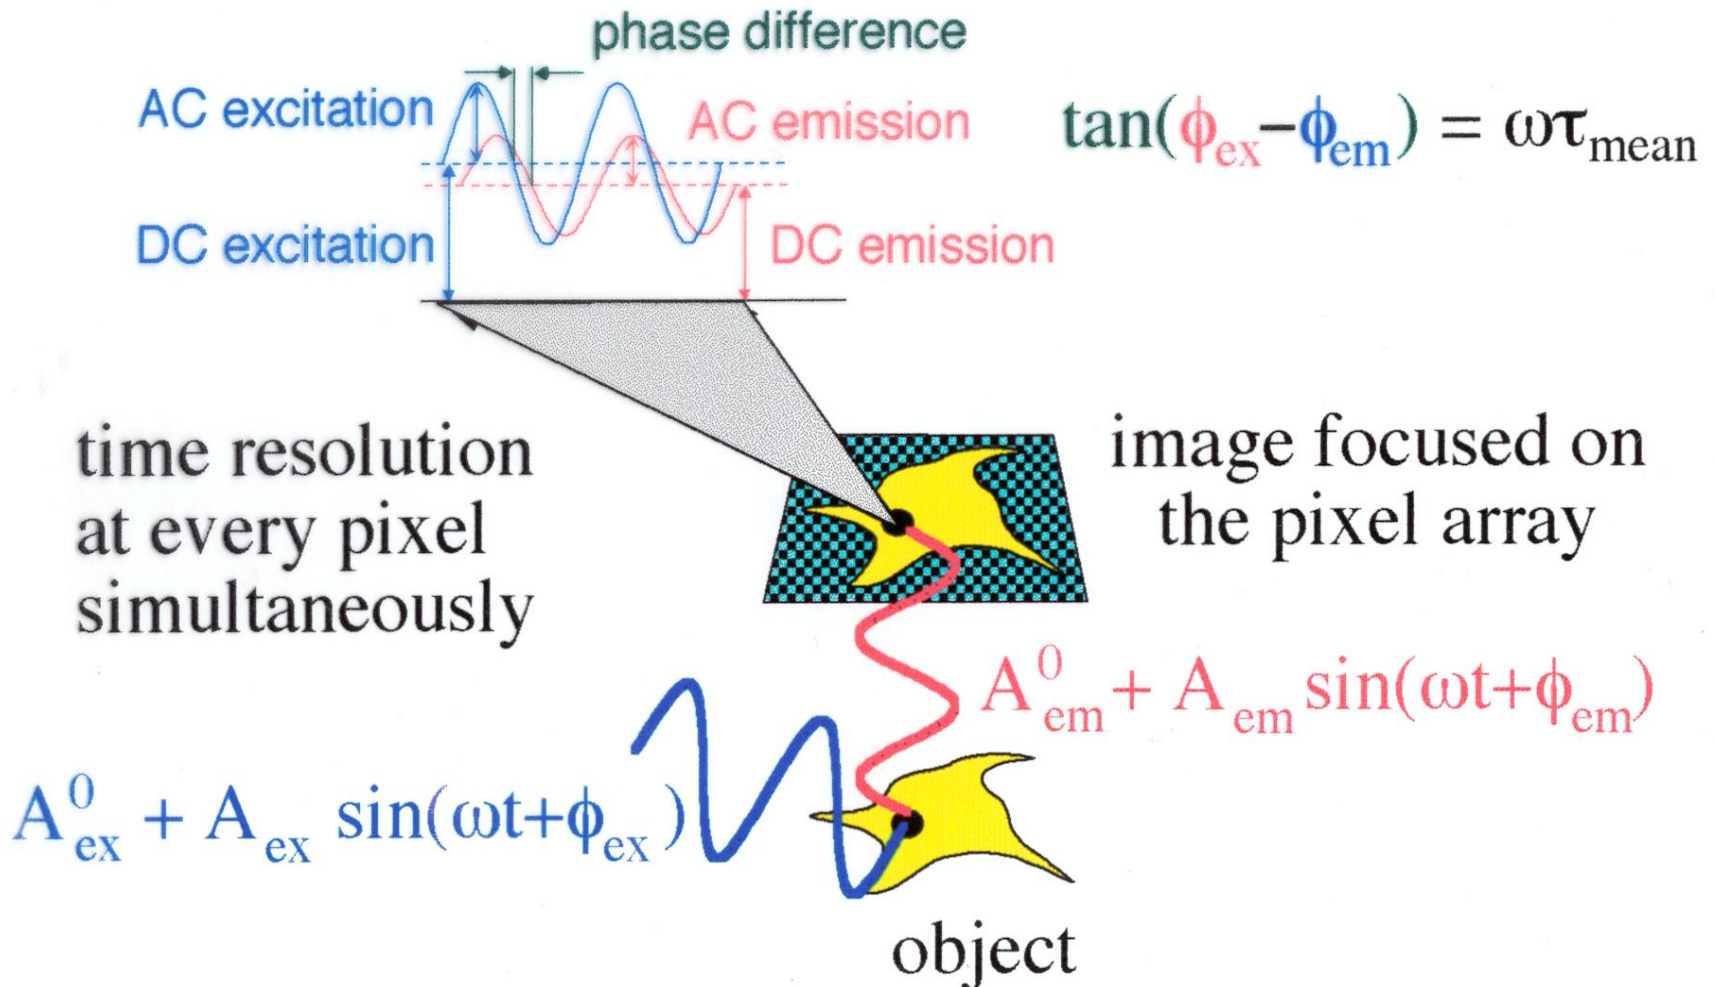 phase difference
AC excitation
AC emission
tan(ϕex–ϕem) = ωτmean
DC excitation
DC emission
time resolution
at every pixel
simultaneously
image focused on
the pixel array
A⁰em + Aem sin(ωt+ϕem)
A⁰ex + Aex sin(ωt+ϕex)
object